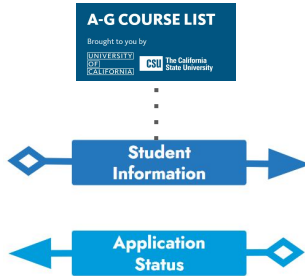 A-G COURSE LIST
Brought to you by
UNIVERSITY
OF
CALIFORNIA
CSU The California
State University
Student
Information
Application
Status